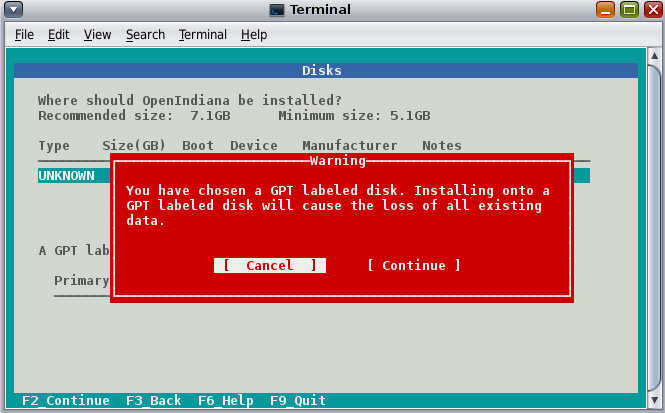 Terminal
File Edit View Search Terminal Help
Disks
Where should OpenIndiana be installed?
Recommended size: 7.1GB Minimum size: 5.1GB
Type Size(GB) Boot Device Manufacturer Notes
Warning
UNKNOWN
You have chosen a GPT labeled disk. Installing onto a
GPT labeled disk will cause the loss of all existing
data.
A GPT lab
[ Cancel ] [ Continue ]
Primary
F2_Continue F3_Back F6_Help F9_Quit